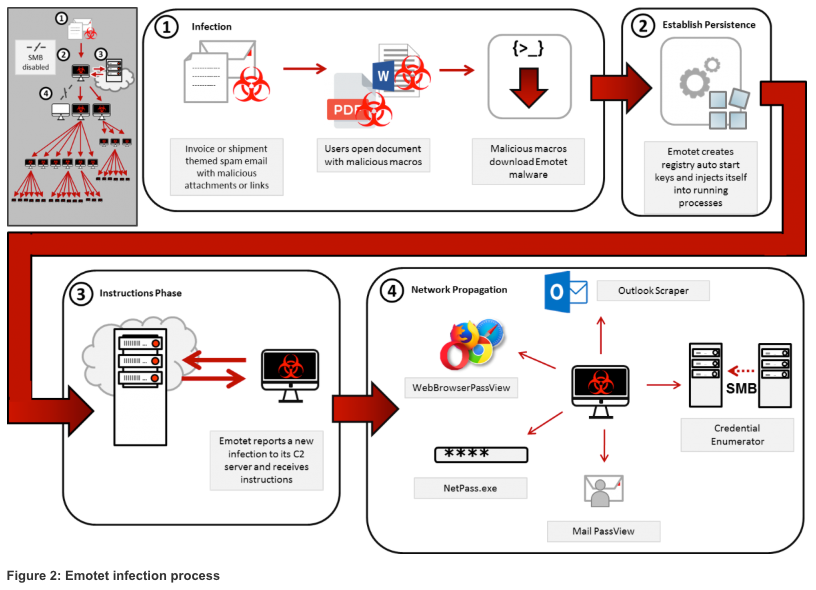 1
– / –
SMB
disabled
2
3
4
1
Infection
{>_}
W
PDF
Invoice or shipment
themed spam email
with malicious
attachments or links
Users open document
with malicious macros
Malicious macros
download Emotet
malware
2
Establish Persistence
Emotet creates
registry auto start
keys and injects itself
into running
processes
3
Instructions Phase
Emotet reports a new
infection to its C2
server and receives
instructions
4
Network Propagation
O
Outlook Scraper
WebBrowserPassView
SMB
Credential
Enumerator
****
NetPass.exe
Mail PassView
Figure 2: Emotet infection process